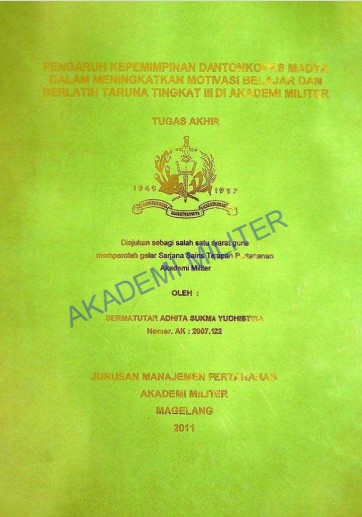 PENGARUH KEPEMIMPINAN DANTONKORPS MADYA
DALAM MENINGKATKAN MOTIVASI BELAJAR DAN
BERLATIH TARUNA TINGKAT III DI AKADEMI MILITER
TUGAS AKHIR
1945 1957
Diajukan sebagai salah satu syarat guna
memperoleh gelar Sarjana Sains Terapan Pertahanan
Akademi Militer
AKADEMI MILITER
OLEH :
SERMATUTAR ADHITA SUKMA YUDHISTIRA
Nomor. AK : 2007.122
JURUSAN MANAJEMEN PERTAHANAN
AKADEMI MILITER
MAGELANG
2011